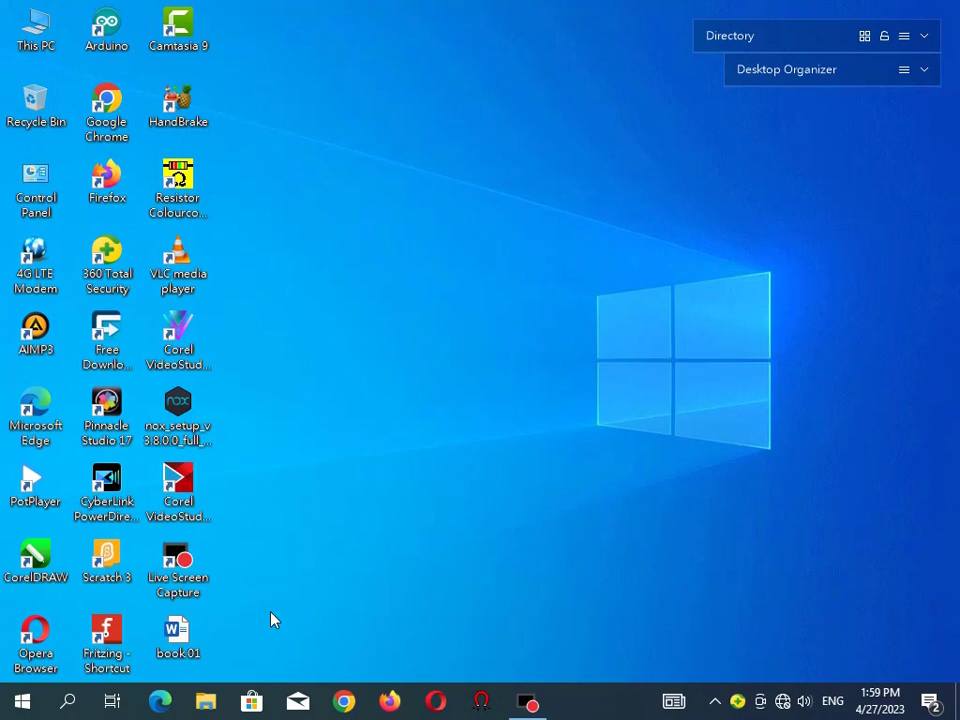 This PC
Arduino
Camtasia 9
Directory
Desktop Organizer
Recycle Bin
Google
Chrome
HandBrake
Control
Panel
Firefox
Resistor
Colourco...
4G LTE
Modem
360 Total
Security
VLC media
player
AIMP3
Free
Downlo...
Corel
VideoStud...
Microsoft
Edge
Pinnacle
Studio 17
nox
nox_setup_v
3.8.0.0_full_...
PotPlayer
CyberLink
PowerDire...
Corel
VideoStud...
CorelDRAW
Scratch 3
Live Screen
Capture
Opera
Browser
Fritzing -
Shortcut
W
book 01
ENG
1:59 PM
4/27/2023
2